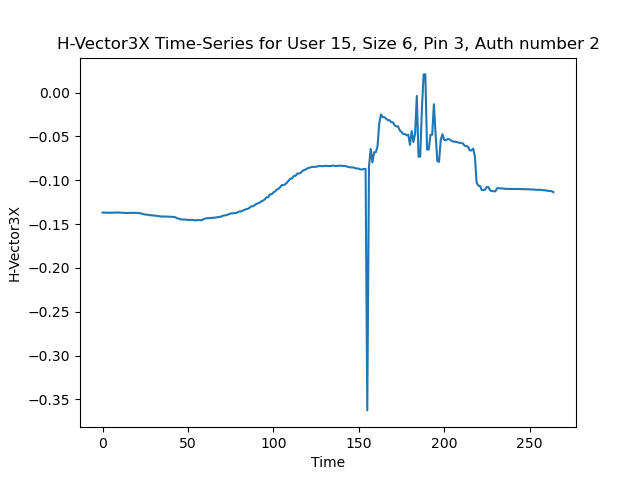 H-Vector3X Time-Series for User 15, Size 6, Pin 3, Auth number 2
H-Vector3X
0.00
−0.05
−0.10
−0.15
−0.20
−0.25
−0.30
−0.35
0 50 100 150 200 250
Time